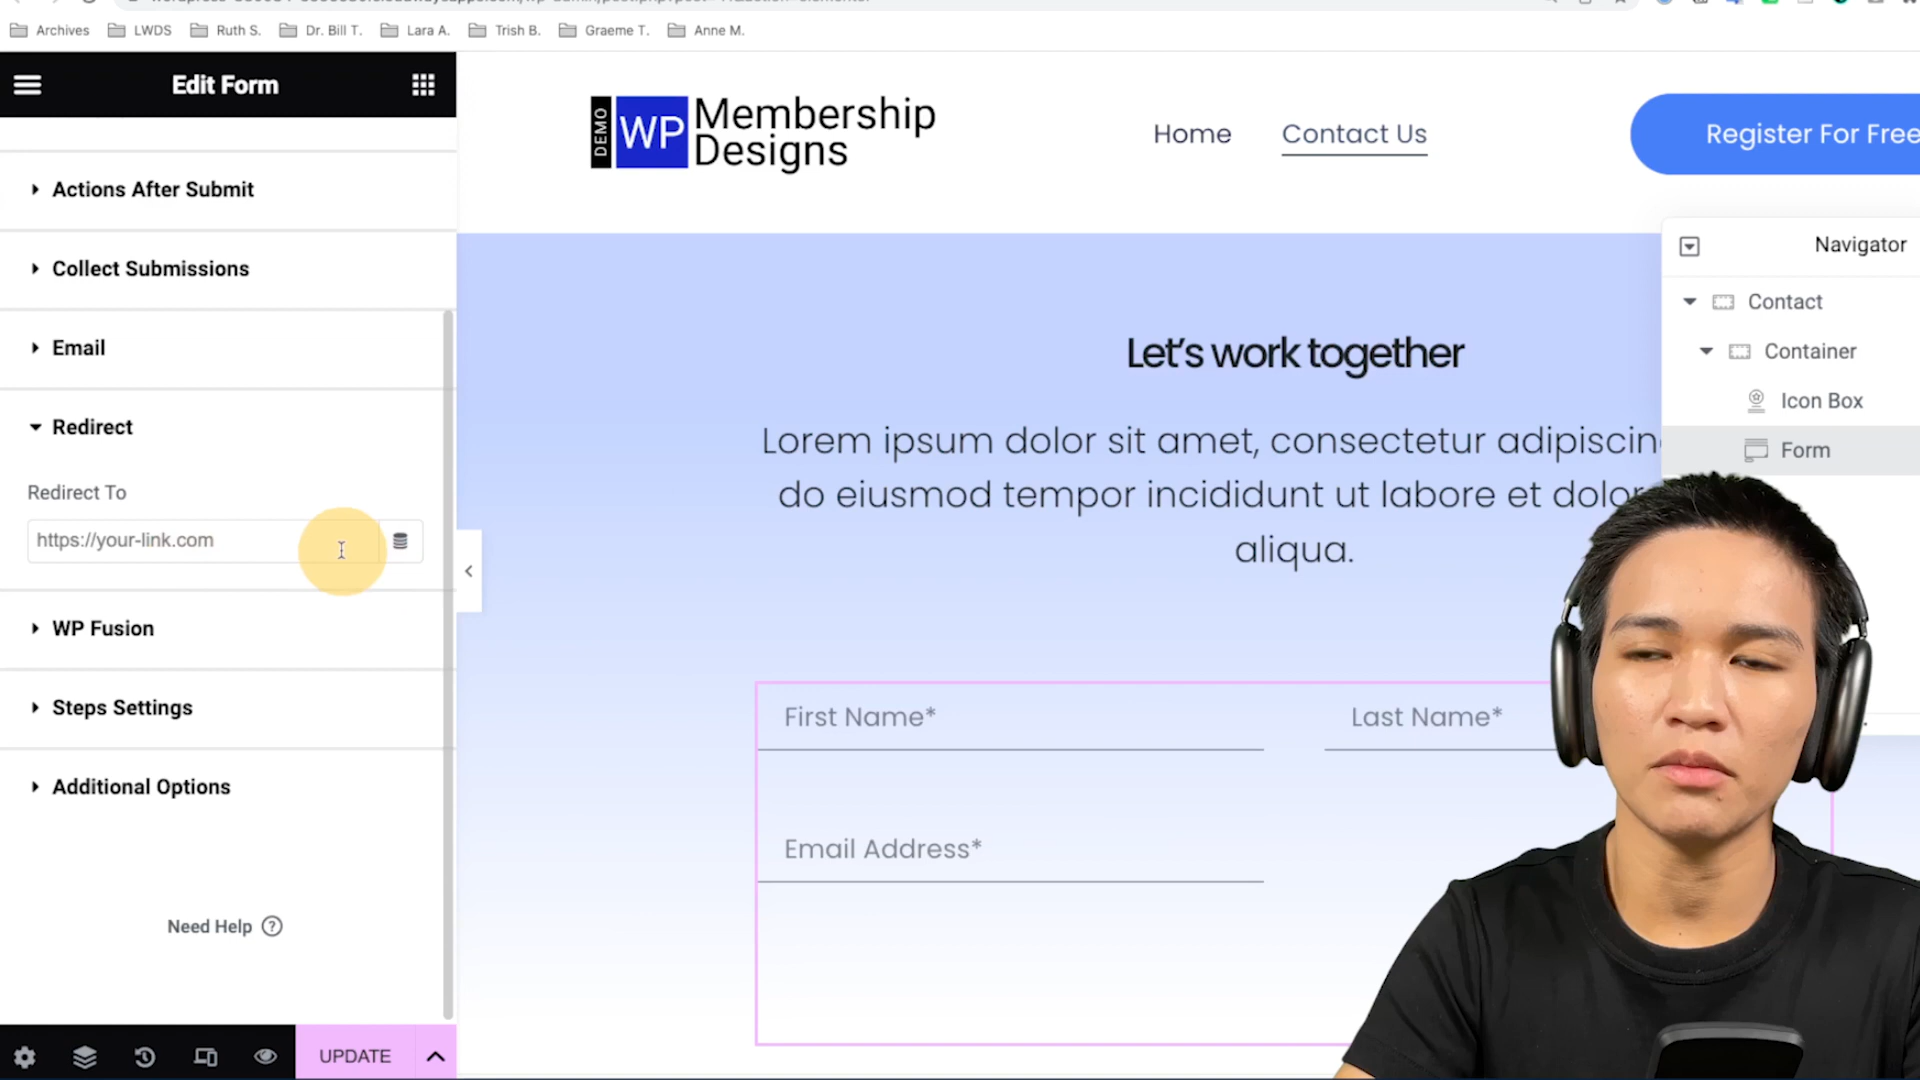 Archives
LWDS
Ruth S.
Dr. Bill T.
Lara A.
Trish B.
Graeme T.
Anne M.
Edit Form
Actions After Submit
Collect Submissions
Email
Redirect
Redirect To
https://your-link.com
WP Fusion
Steps Settings
Additional Options
Need Help ?
UPDATE
DEMO
WP
Membership
Designs
Home
Contact Us
Register For Free
Let's work together
Lorem ipsum dolor sit amet, consectetur adipiscin
do eiusmod tempor incididunt ut labore et dolor
aliqua.
First Name*
Last Name*
Email Address*
Navigator
Contact
Container
Icon Box
Form